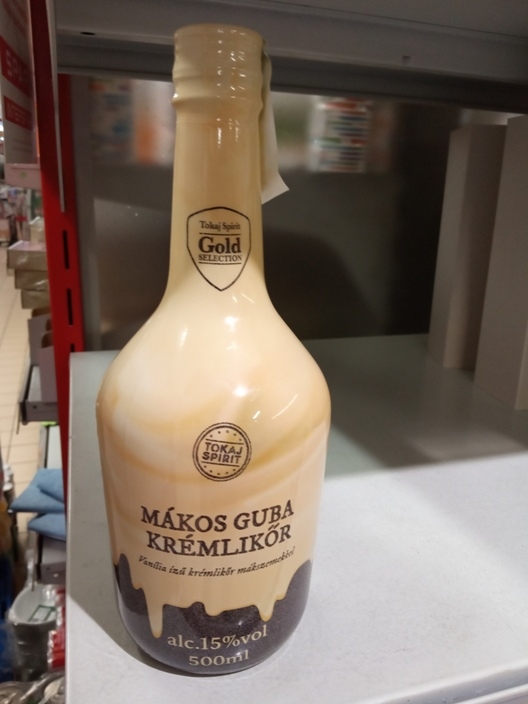 Tokaj Spirit
Gold
SELECTION
TOKAJ
SPIRIT
MÁKOS GUBA
KRÉMLIKŐR
Vanília ízű krémlikőr mákszemekkel
alc.15%vol
500ml